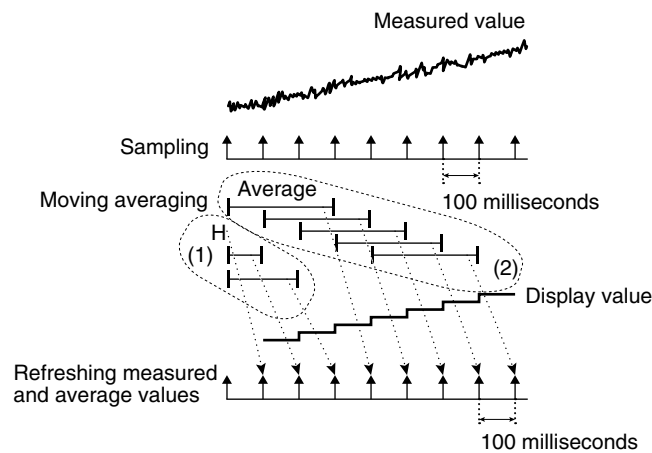 Measured value
Sampling
100 milliseconds
Moving averaging
Average
H
(1)
(2)
Display value
Refreshing measured
and average values
100 milliseconds